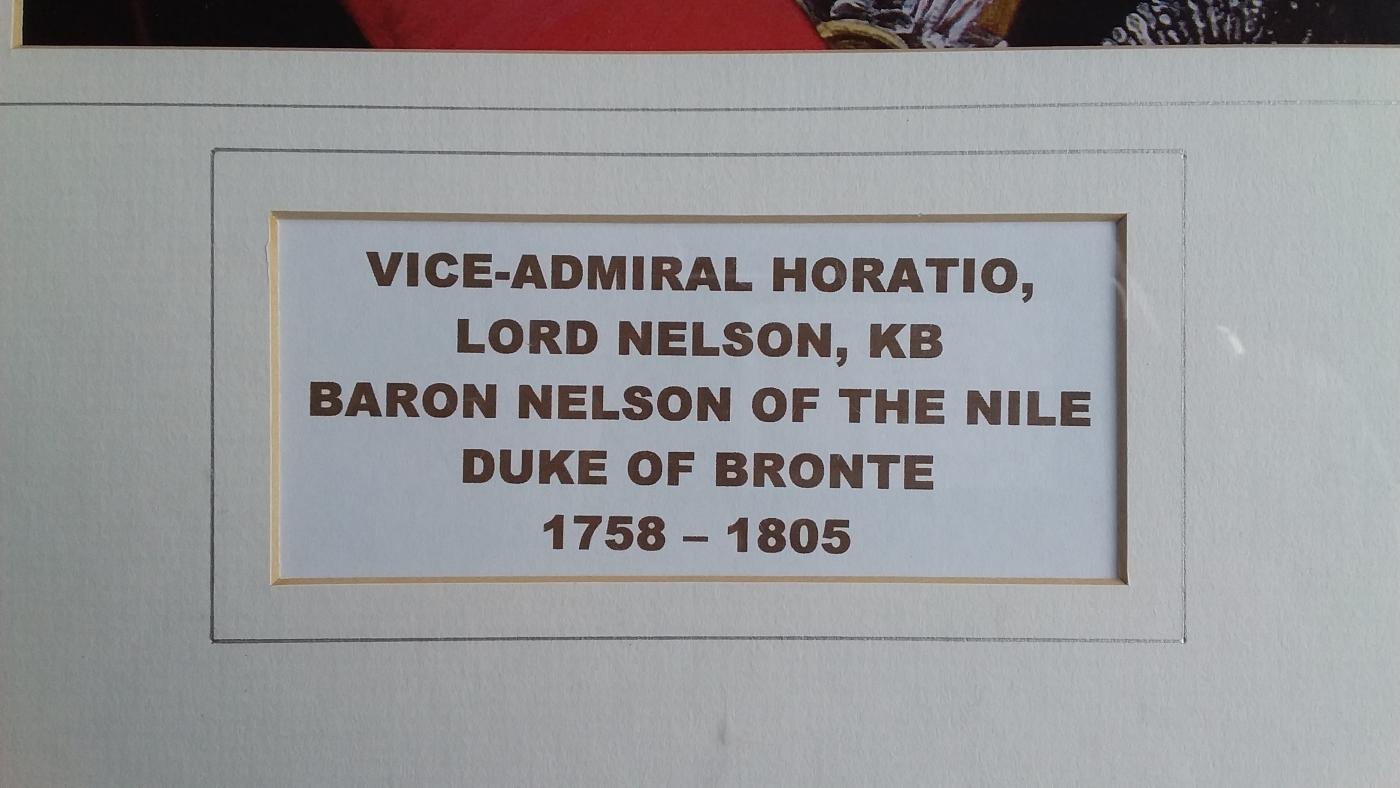 VICE-ADMIRAL HORATIO,
LORD NELSON, KB
BARON NELSON OF THE NILE
DUKE OF BRONTE
1758 – 1805